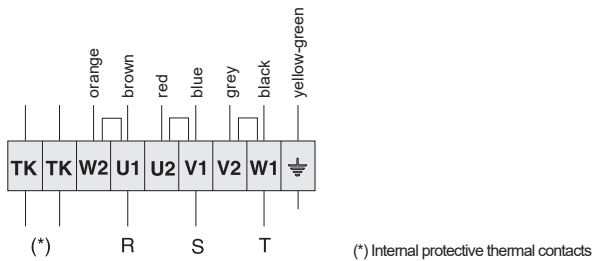 orange brown red blue grey black yellow-green
TK TK W2 U1 U2 V1 V2 W1
(*) R S T
(*) Internal protective thermal contacts